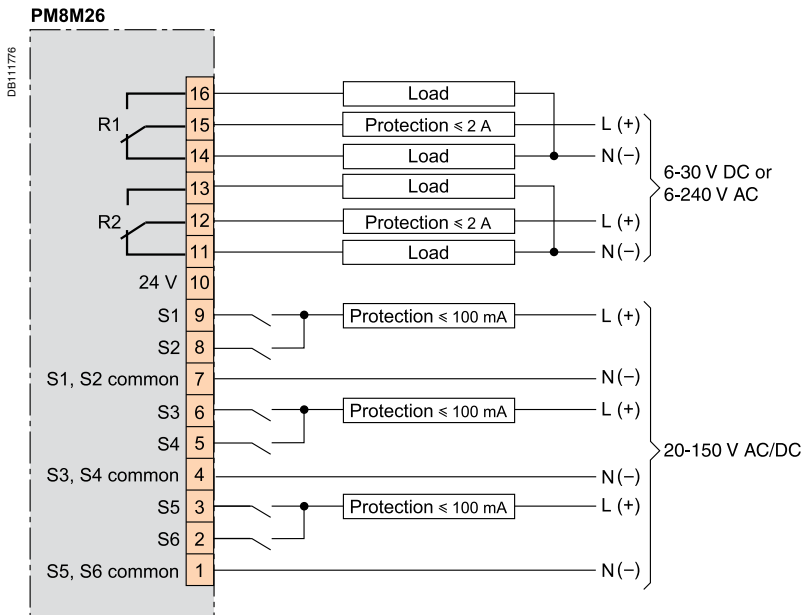 PM8M26
DB111776
16 Load
R1 15 Protection ⩽ 2 A L (+)
14 Load N(−)
13 Load
6-30 V DC or
6-240 V AC
R2 12 Protection ⩽ 2 A L (+)
11 Load N(−)
24 V 10
S1 9 Protection ⩽ 100 mA L (+)
S2 8
S1, S2 common 7 N(−)
S3 6 Protection ⩽ 100 mA L (+)
S4 5
20-150 V AC/DC
S3, S4 common 4 N(−)
S5 3 Protection ⩽ 100 mA L (+)
S6 2
S5, S6 common 1 N(−)